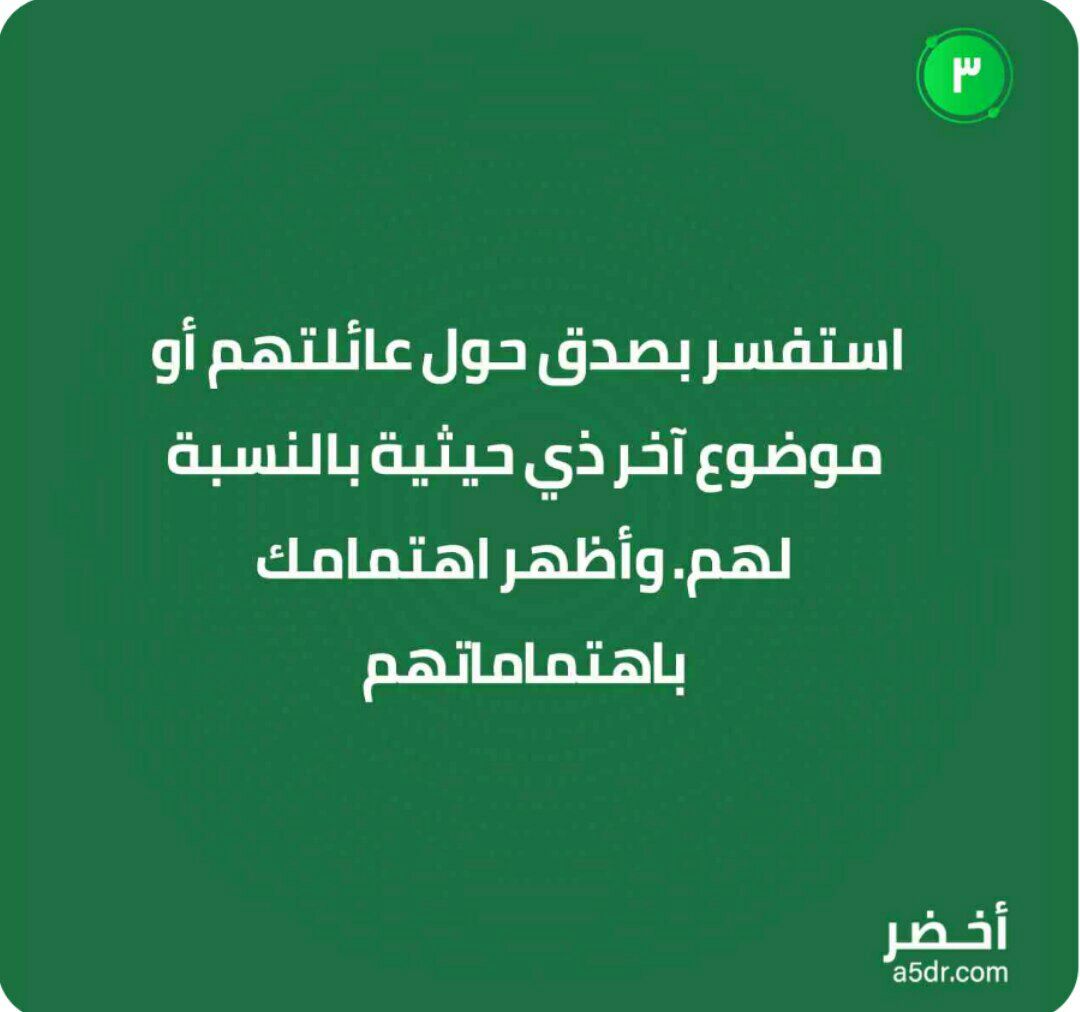 ٣
استفسر بصدق حول عائلتهم أو
موضوع آخر ذي حيثية بالنسبة
لهم. وأظهر اهتمامك
باهتماماتهم
أخضر
a5dr.com